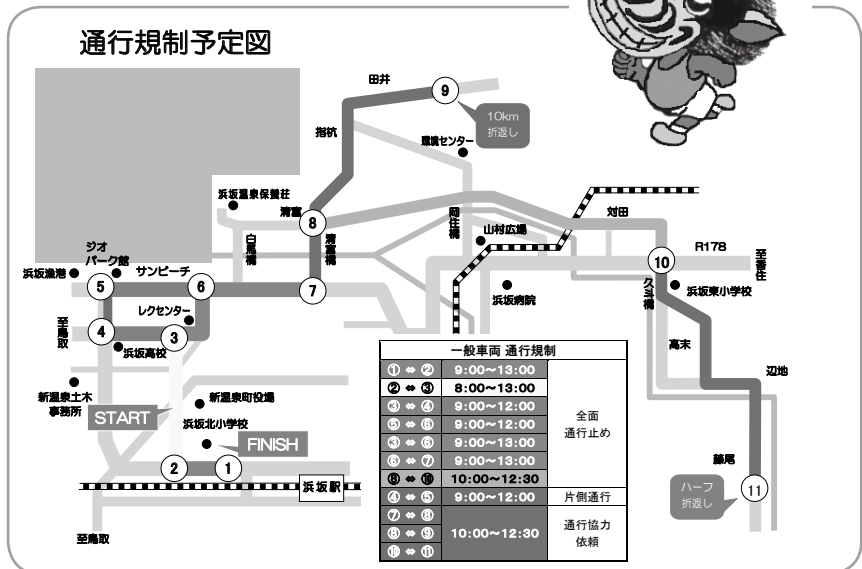 通行規制予定図
田井
⑨
10km
折返し
指杭
環境センター
浜坂温泉保養荘
清富
⑧
岡住橋
対田
山村広場
白馬橋
清富橋
R178
至香住
⑩
ジオ
パーク館
サンビーチ
浜坂漁港
⑤
⑥
⑦
浜坂病院
久斗橋
浜坂東小学校
レクセンター
至鳥取
④
③
浜坂高校
高末
辺地
新温泉土木
事務所
新温泉町役場
START
浜坂北小学校
FINISH
②
①
浜坂駅
至鳥取
藤尾
ハーフ
折返し
⑪
一般車両 通行規制
① ⇔ ② 9:00~13:00
② ⇔ ③ 8:00~13:00
③ ⇔ ④ 9:00~12:00
⑤ ⇔ ⑥ 9:00~12:00
③ ⇔ ⑥ 9:00~13:00
⑥ ⇔ ⑦ 9:00~13:00
⑧ ⇔ ⑩ 10:00~12:30
全面
通行止め
④ ⇔ ⑤ 9:00~12:00 片側通行
⑦ ⇔ ⑧
⑧ ⇔ ⑨ 10:00~12:30
⑩ ⇔ ⑪
通行協力
依頼